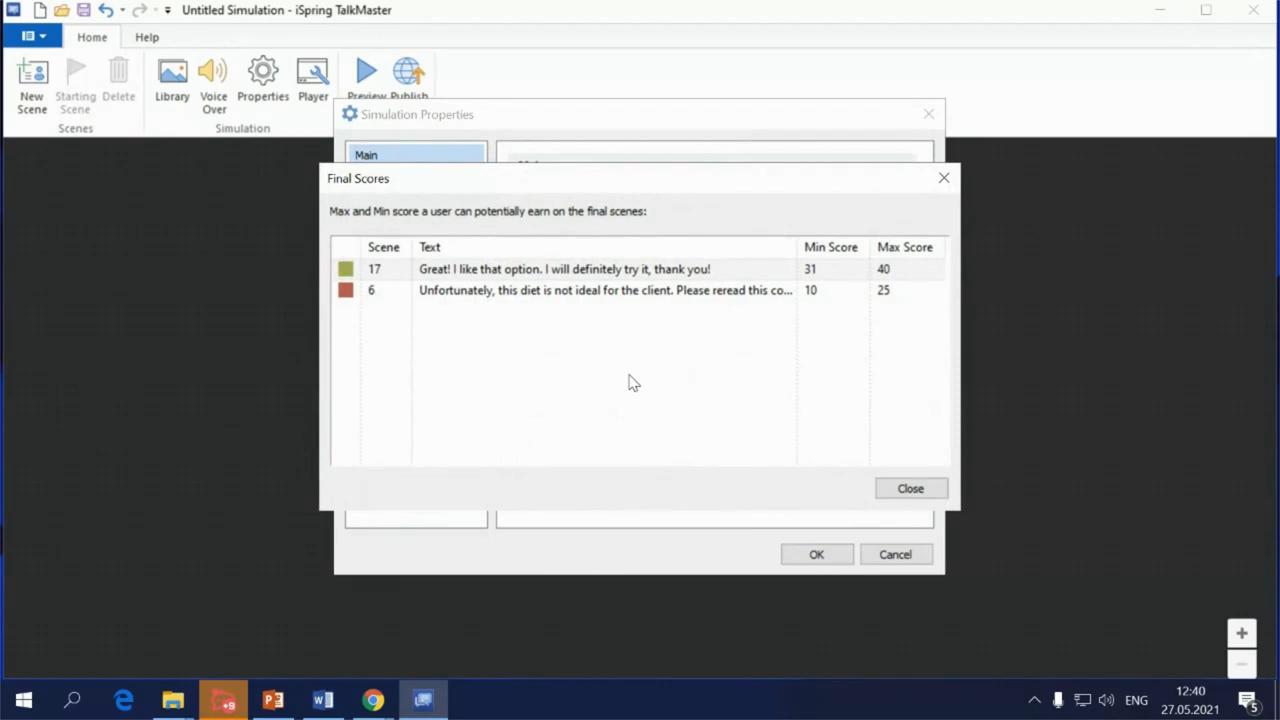 Untitled Simulation - iSpring TalkMaster
Home Help
New Scene
Starting Scene
Delete
Library
Voice Over
Properties
Player
Preview
Publish
Scenes
Simulation
Simulation Properties
Main
Final Scores
Max and Min score a user can potentially earn on the final scenes:
Scene Text Min Score Max Score
17 Great! I like that option. I will definitely try it, thank you! 31 40
6 Unfortunately, this diet is not ideal for the client. Please reread this co... 10 25
Close
OK Cancel
+9
ENG
12:40
27.05.2021
5